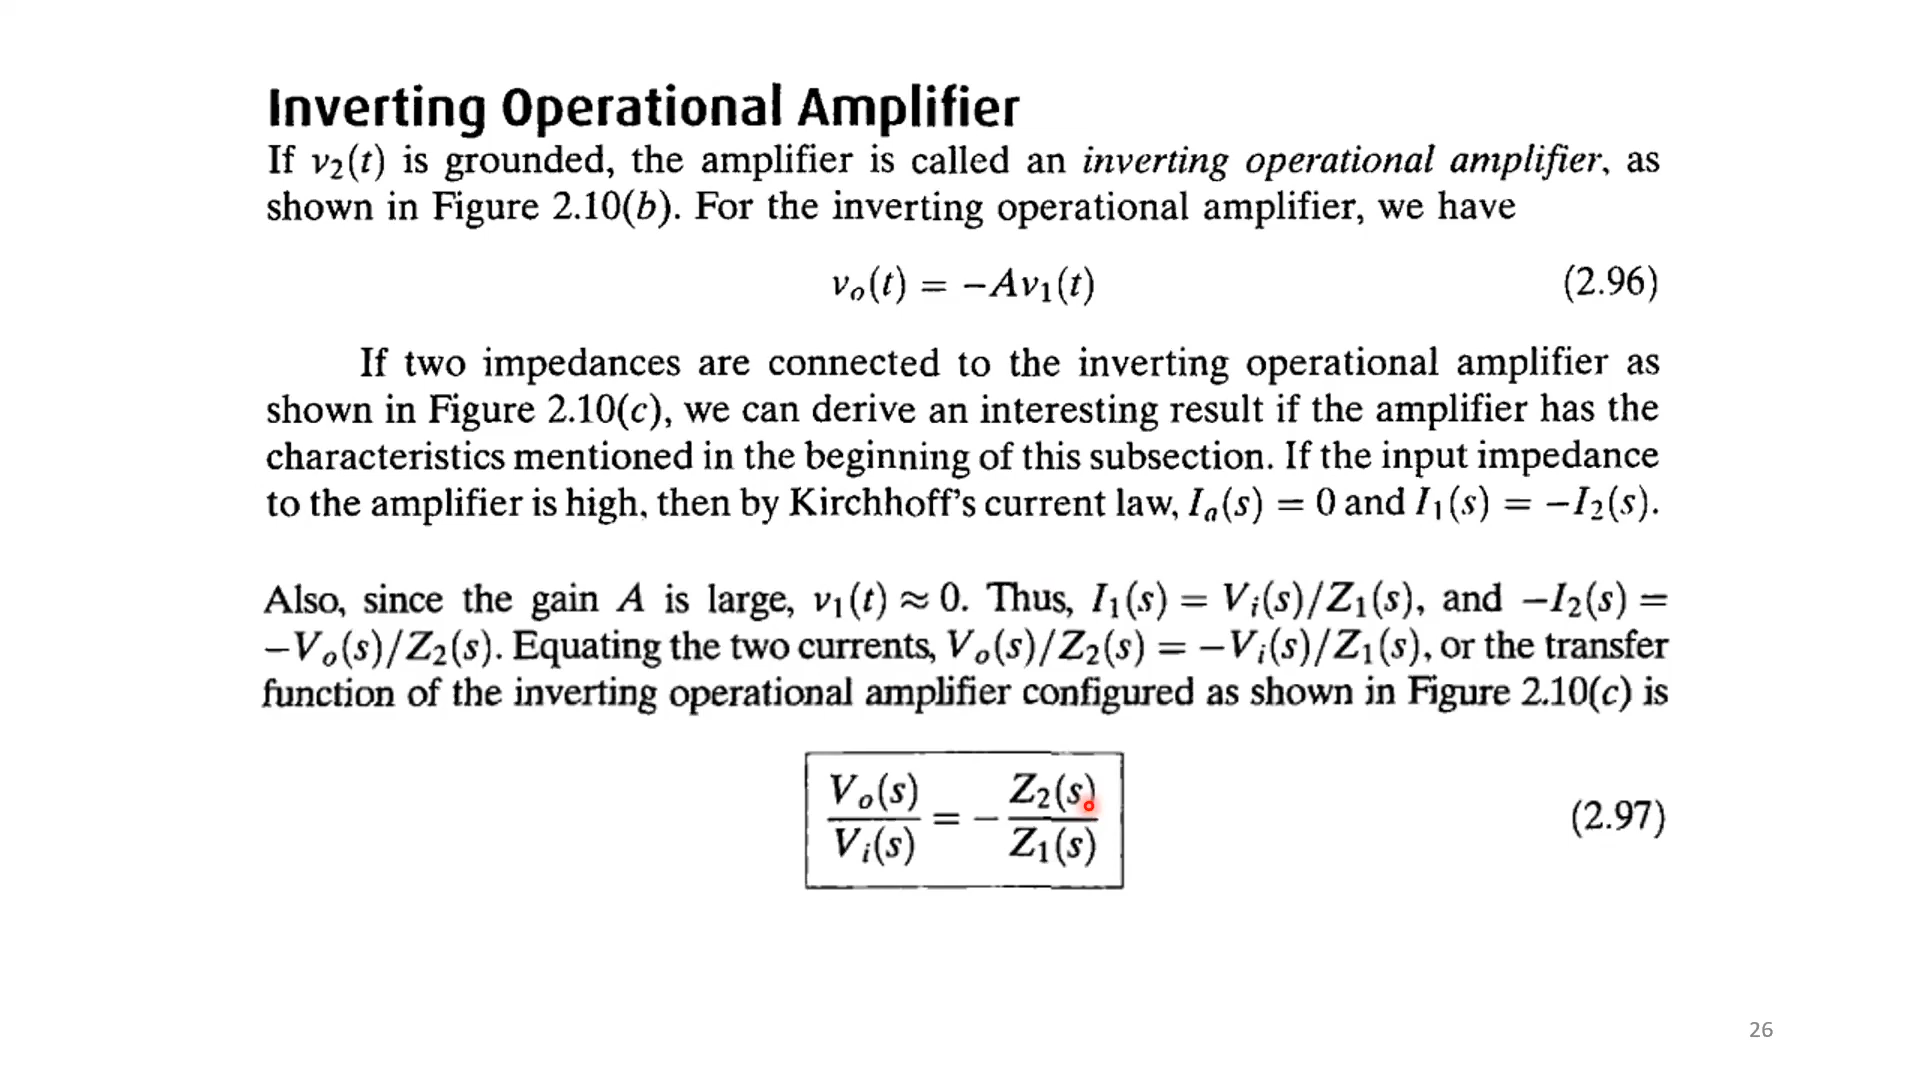 Inverting Operational Amplifier
If v₂(t) is grounded, the amplifier is called an inverting operational amplifier, as
shown in Figure 2.10(b). For the inverting operational amplifier, we have
vₒ(t) = −Av₁(t) (2.96)
If two impedances are connected to the inverting operational amplifier as
shown in Figure 2.10(c), we can derive an interesting result if the amplifier has the
characteristics mentioned in the beginning of this subsection. If the input impedance
to the amplifier is high, then by Kirchhoff's current law, Iₐ(s) = 0 and I₁(s) = −I₂(s).
Also, since the gain A is large, v₁(t) ≈ 0. Thus, I₁(s) = Vᵢ(s)/Z₁(s), and −I₂(s) =
−Vₒ(s)/Z₂(s). Equating the two currents, Vₒ(s)/Z₂(s) = −Vᵢ(s)/Z₁(s), or the transfer
function of the inverting operational amplifier configured as shown in Figure 2.10(c) is
Vₒ(s)/Vᵢ(s) = − Z₂(s)/Z₁(s) (2.97)
26